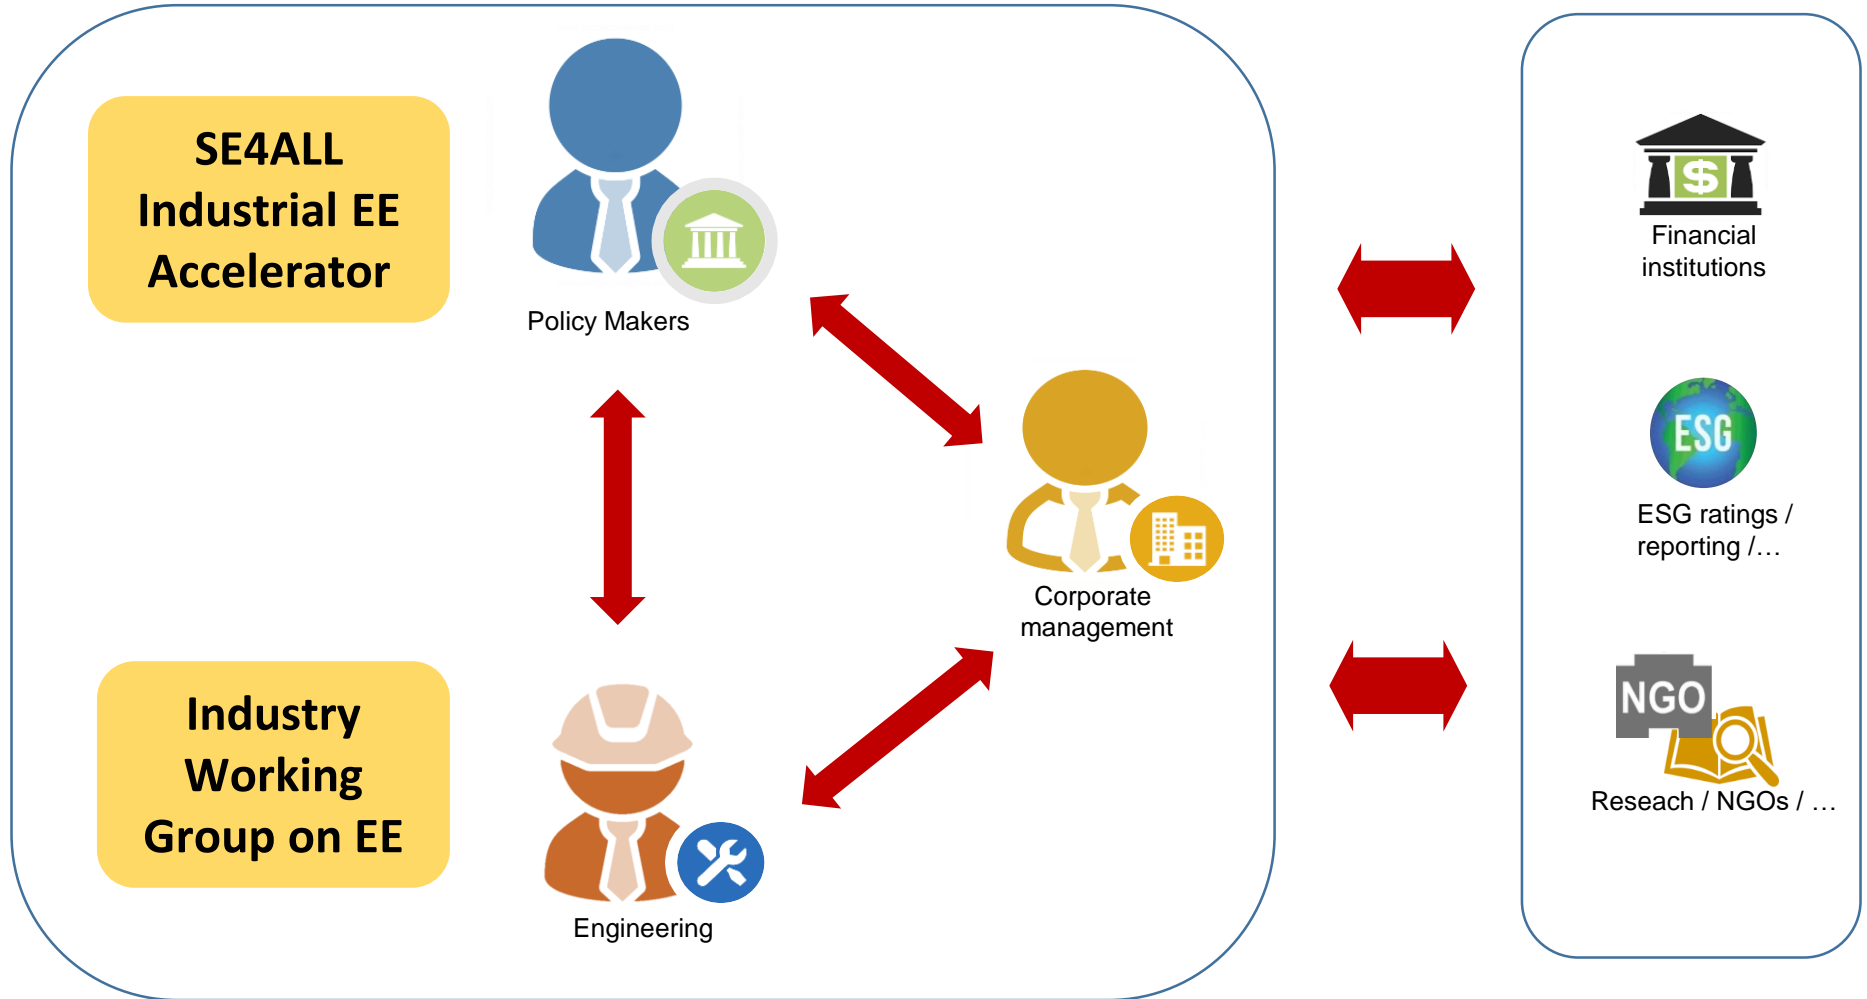 SE4ALL
Industrial EE
Accelerator
Policy Makers
Industry
Working
Group on EE
Engineering
Corporate
management
$
Financial
institutions
ESG
ESG ratings /
reporting /…
NGO
Reseach / NGOs / …